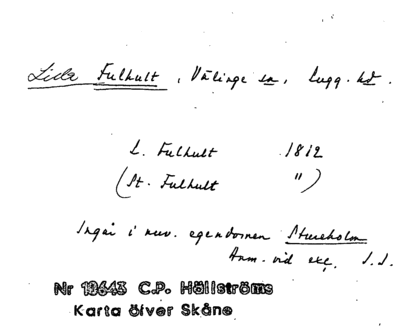 Lilla Fulhult, Välinge sn, Lugg. hd.
L. Fulhult 1812
(St. Fulhult ")
Ingår i nuv. egendomen Stureholm
Anm. vid exc. S.S.
Nr 19643 C.P. Hällströms
Karta öfver Skåne